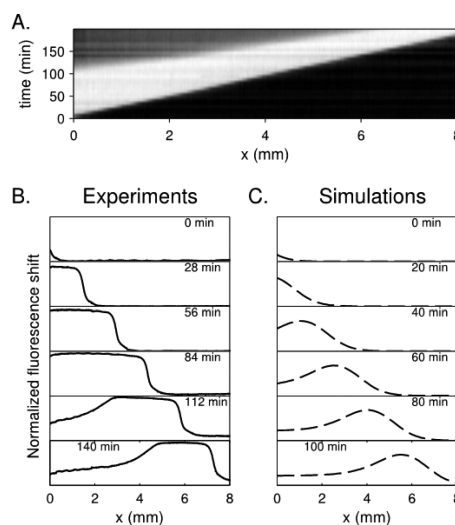 A.
time (min)
150
100
50
0
0 2 4 6 8
x (mm)
B. Experiments
C. Simulations
Normalized fluorescence shift
0 min
28 min
56 min
84 min
112 min
140 min
0 2 4 6 8
x (mm)
0 min
20 min
40 min
60 min
80 min
100 min
0 2 4 6 8
x (mm)